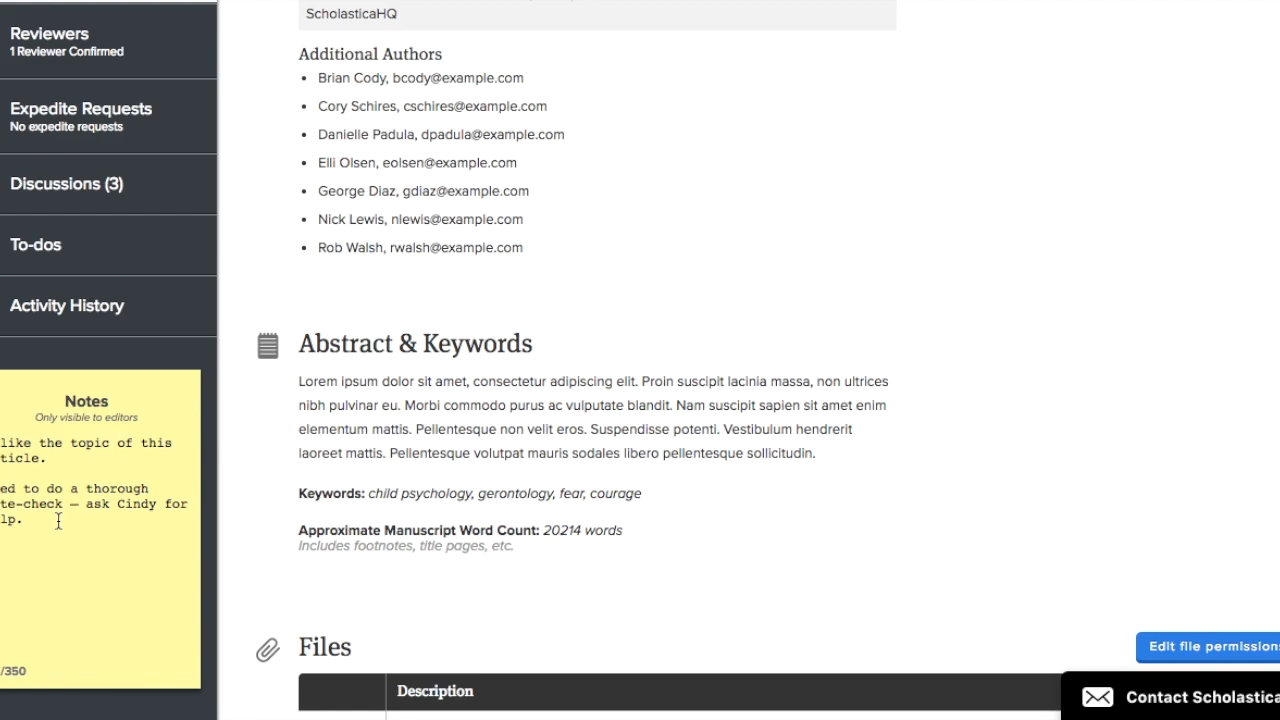 Reviewers
1 Reviewer Confirmed
Expedite Requests
No expedite requests
Discussions (3)
To-dos
Activity History
Notes
Only visible to editors
like the topic of this
ticle.
ed to do a thorough
te-check — ask Cindy for
lp.
/350
ScholasticaHQ
Additional Authors
• Brian Cody, bcody@example.com
• Cory Schires, cschires@example.com
• Danielle Padula, dpadula@example.com
• Elli Olsen, eolsen@example.com
• George Diaz, gdiaz@example.com
• Nick Lewis, nlewis@example.com
• Rob Walsh, rwalsh@example.com
Abstract & Keywords
Lorem ipsum dolor sit amet, consectetur adipiscing elit. Proin suscipit lacinia massa, non ultrices
nibh pulvinar eu. Morbi commodo purus ac vulputate blandit. Nam suscipit sapien sit amet enim
elementum mattis. Pellentesque non velit eros. Suspendisse potenti. Vestibulum hendrerit
laoreet mattis. Pellentesque volutpat mauris sodales libero pellentesque sollicitudin.
Keywords: child psychology, gerontology, fear, courage
Approximate Manuscript Word Count: 20214 words
Includes footnotes, title pages, etc.
Files
Edit file permission
Description
Contact Scholastica